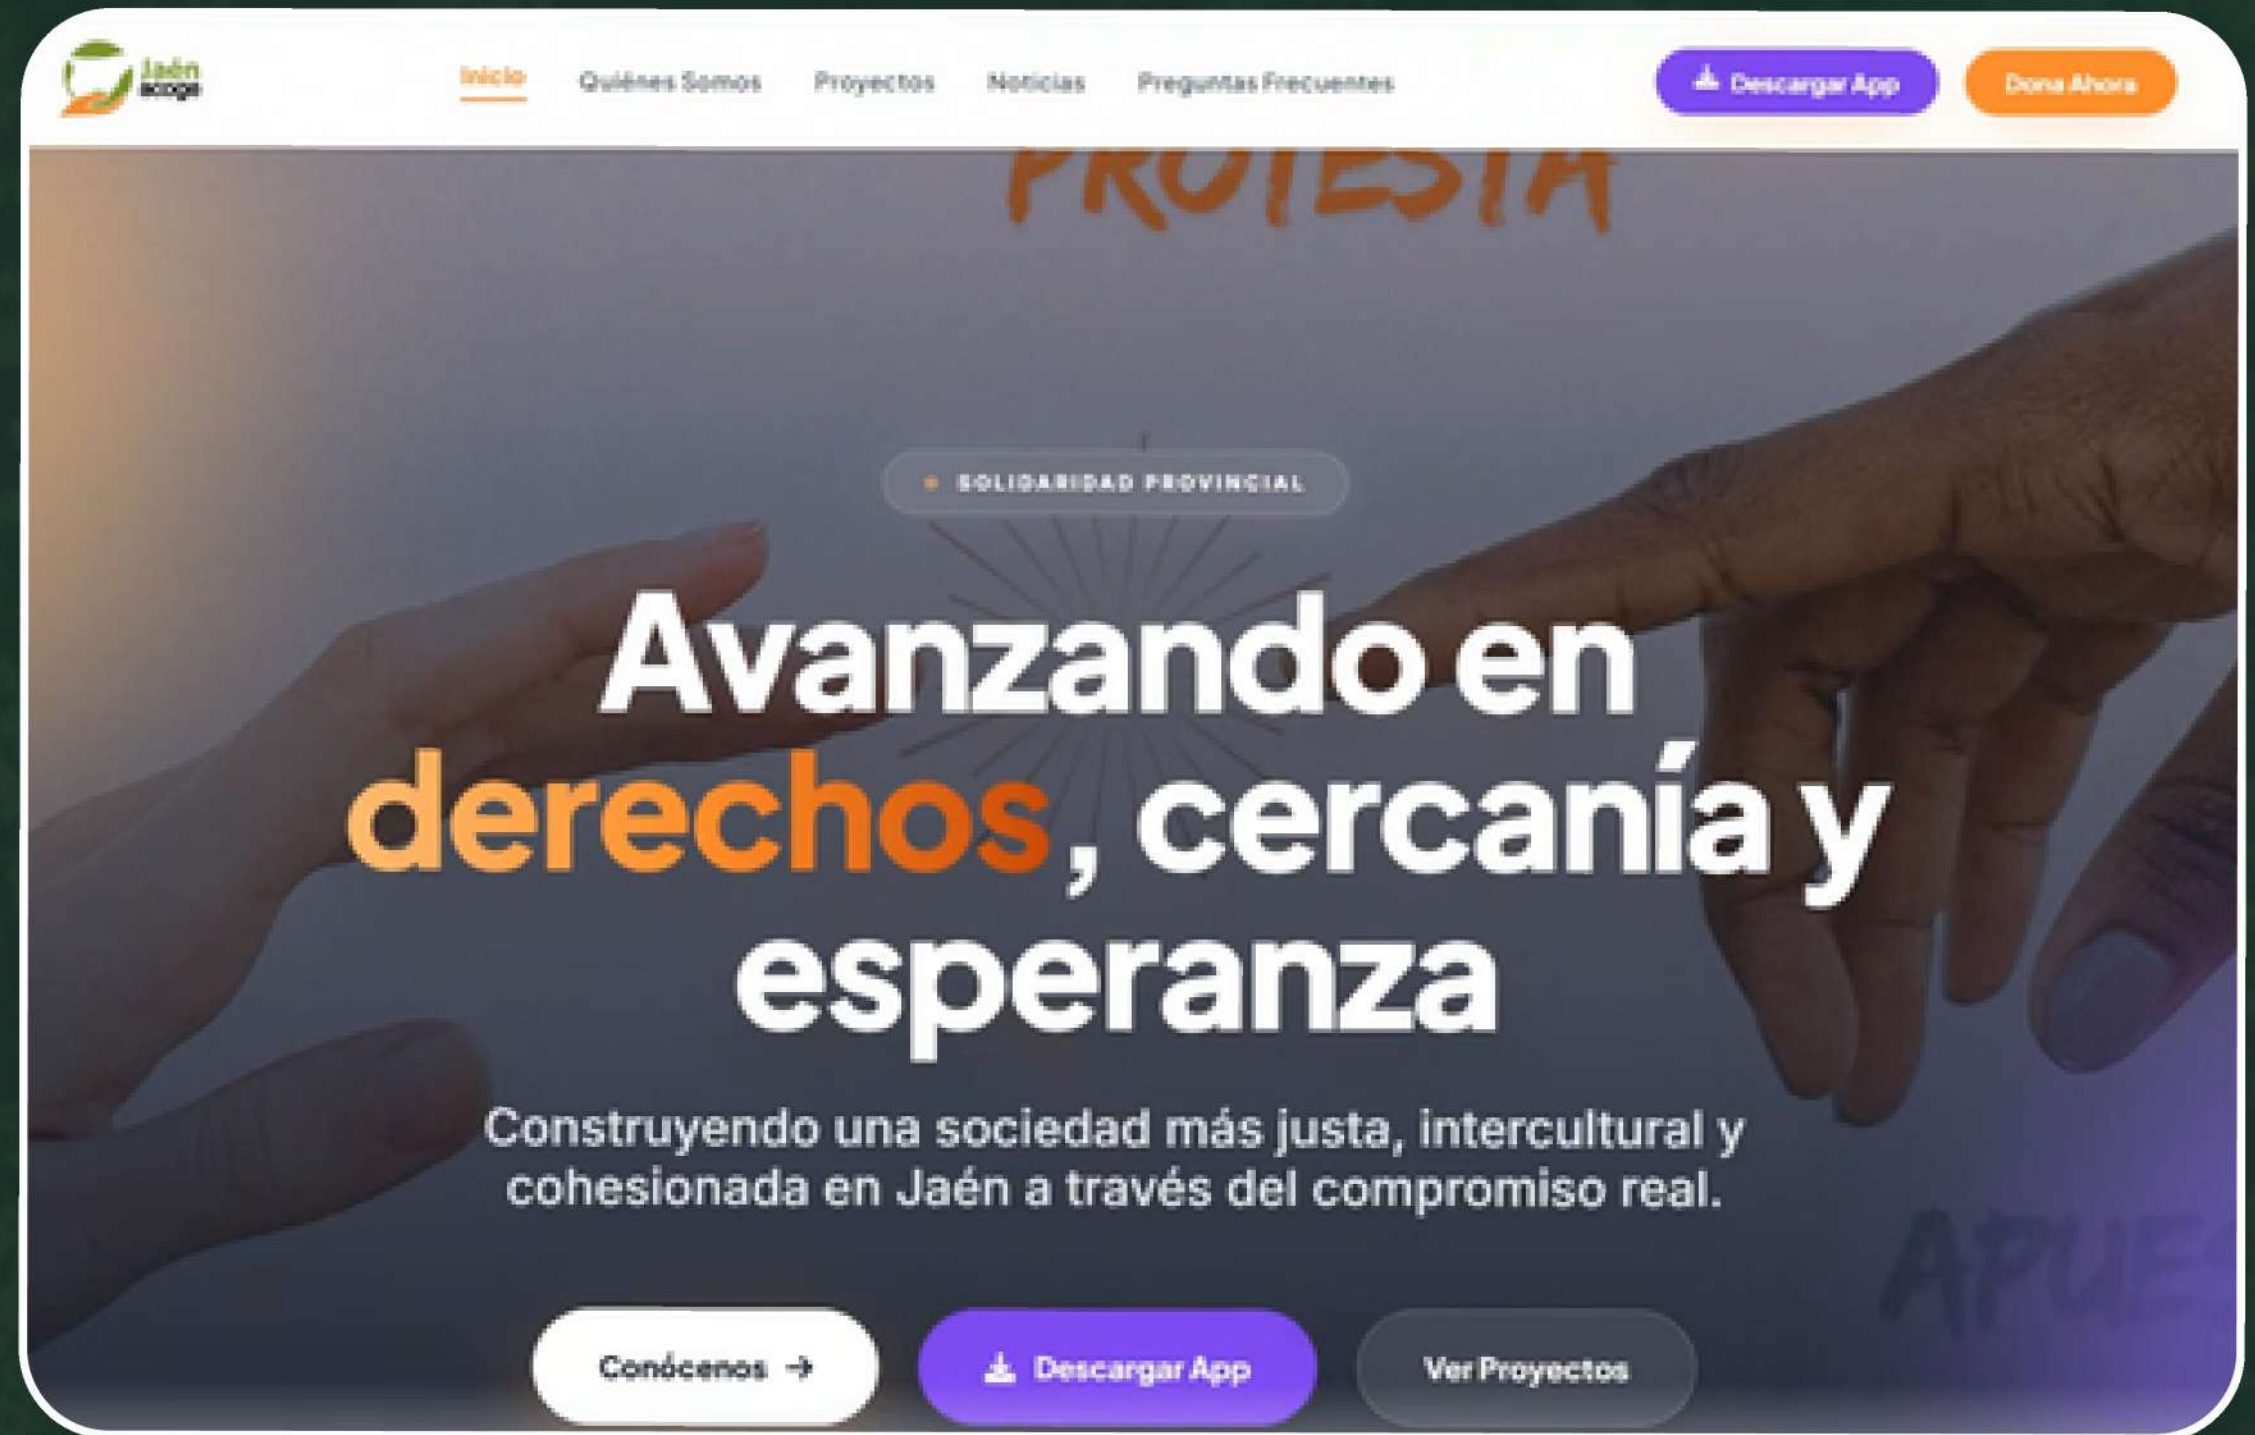 Jaén
acoge
Inicio
Quiénes Somos
Proyectos
Noticias
Preguntas Frecuentes
Descargar App
Dona Ahora
PROTESTA
SOLIDARIDAD PROVINCIAL
Avanzando en
derechos, cercanía y
esperanza
Construyendo una sociedad más justa, intercultural y
cohesionada en Jaén a través del compromiso real.
APUES
Conócenos →
Descargar App
Ver Proyectos